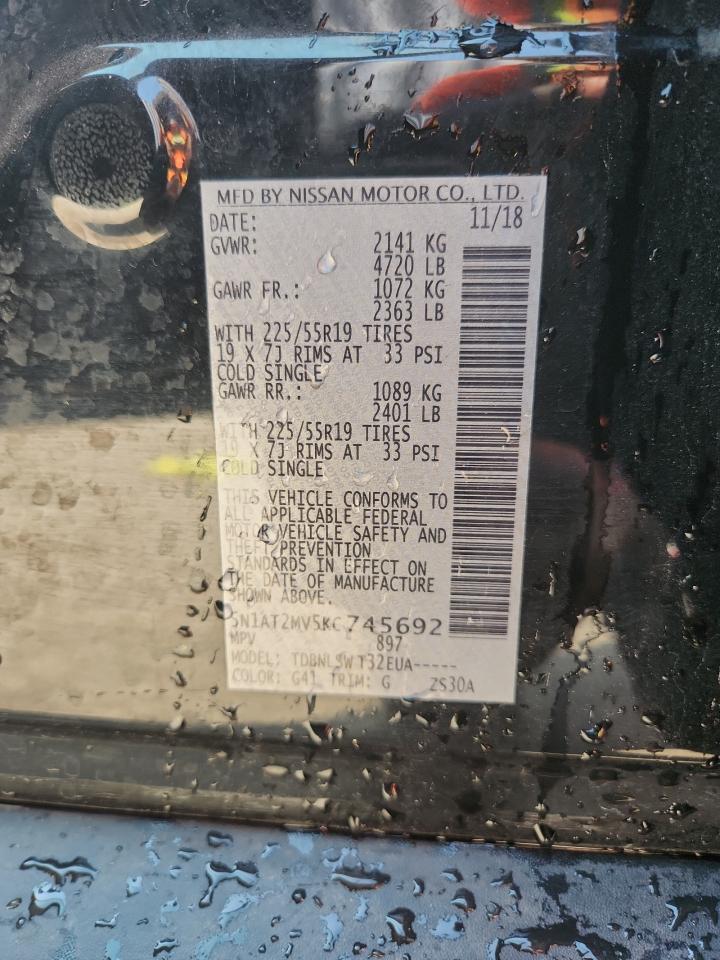 MFD BY NISSAN MOTOR CO., LTD.
DATE: 11/18
GVWR: 2141 KG
4720 LB
GAWR FR.: 1072 KG
2363 LB
WITH 225/55R19 TIRES
19 X 7J RIMS AT 33 PSI
COLD SINGLE
GAWR RR.: 1089 KG
2401 LB
WITH 225/55R19 TIRES
19 X 7J RIMS AT 33 PSI
COLD SINGLE
THIS VEHICLE CONFORMS TO
ALL APPLICABLE FEDERAL
MOTOR VEHICLE SAFETY AND
THEFT PREVENTION
STANDARDS IN EFFECT ON
THE DATE OF MANUFACTURE
SHOWN ABOVE.
5N1AT2MV5KC745692
MPV 897
MODEL: TDBNL9W T32EUA-----
COLOR: G41 TRIM: G 2S30A